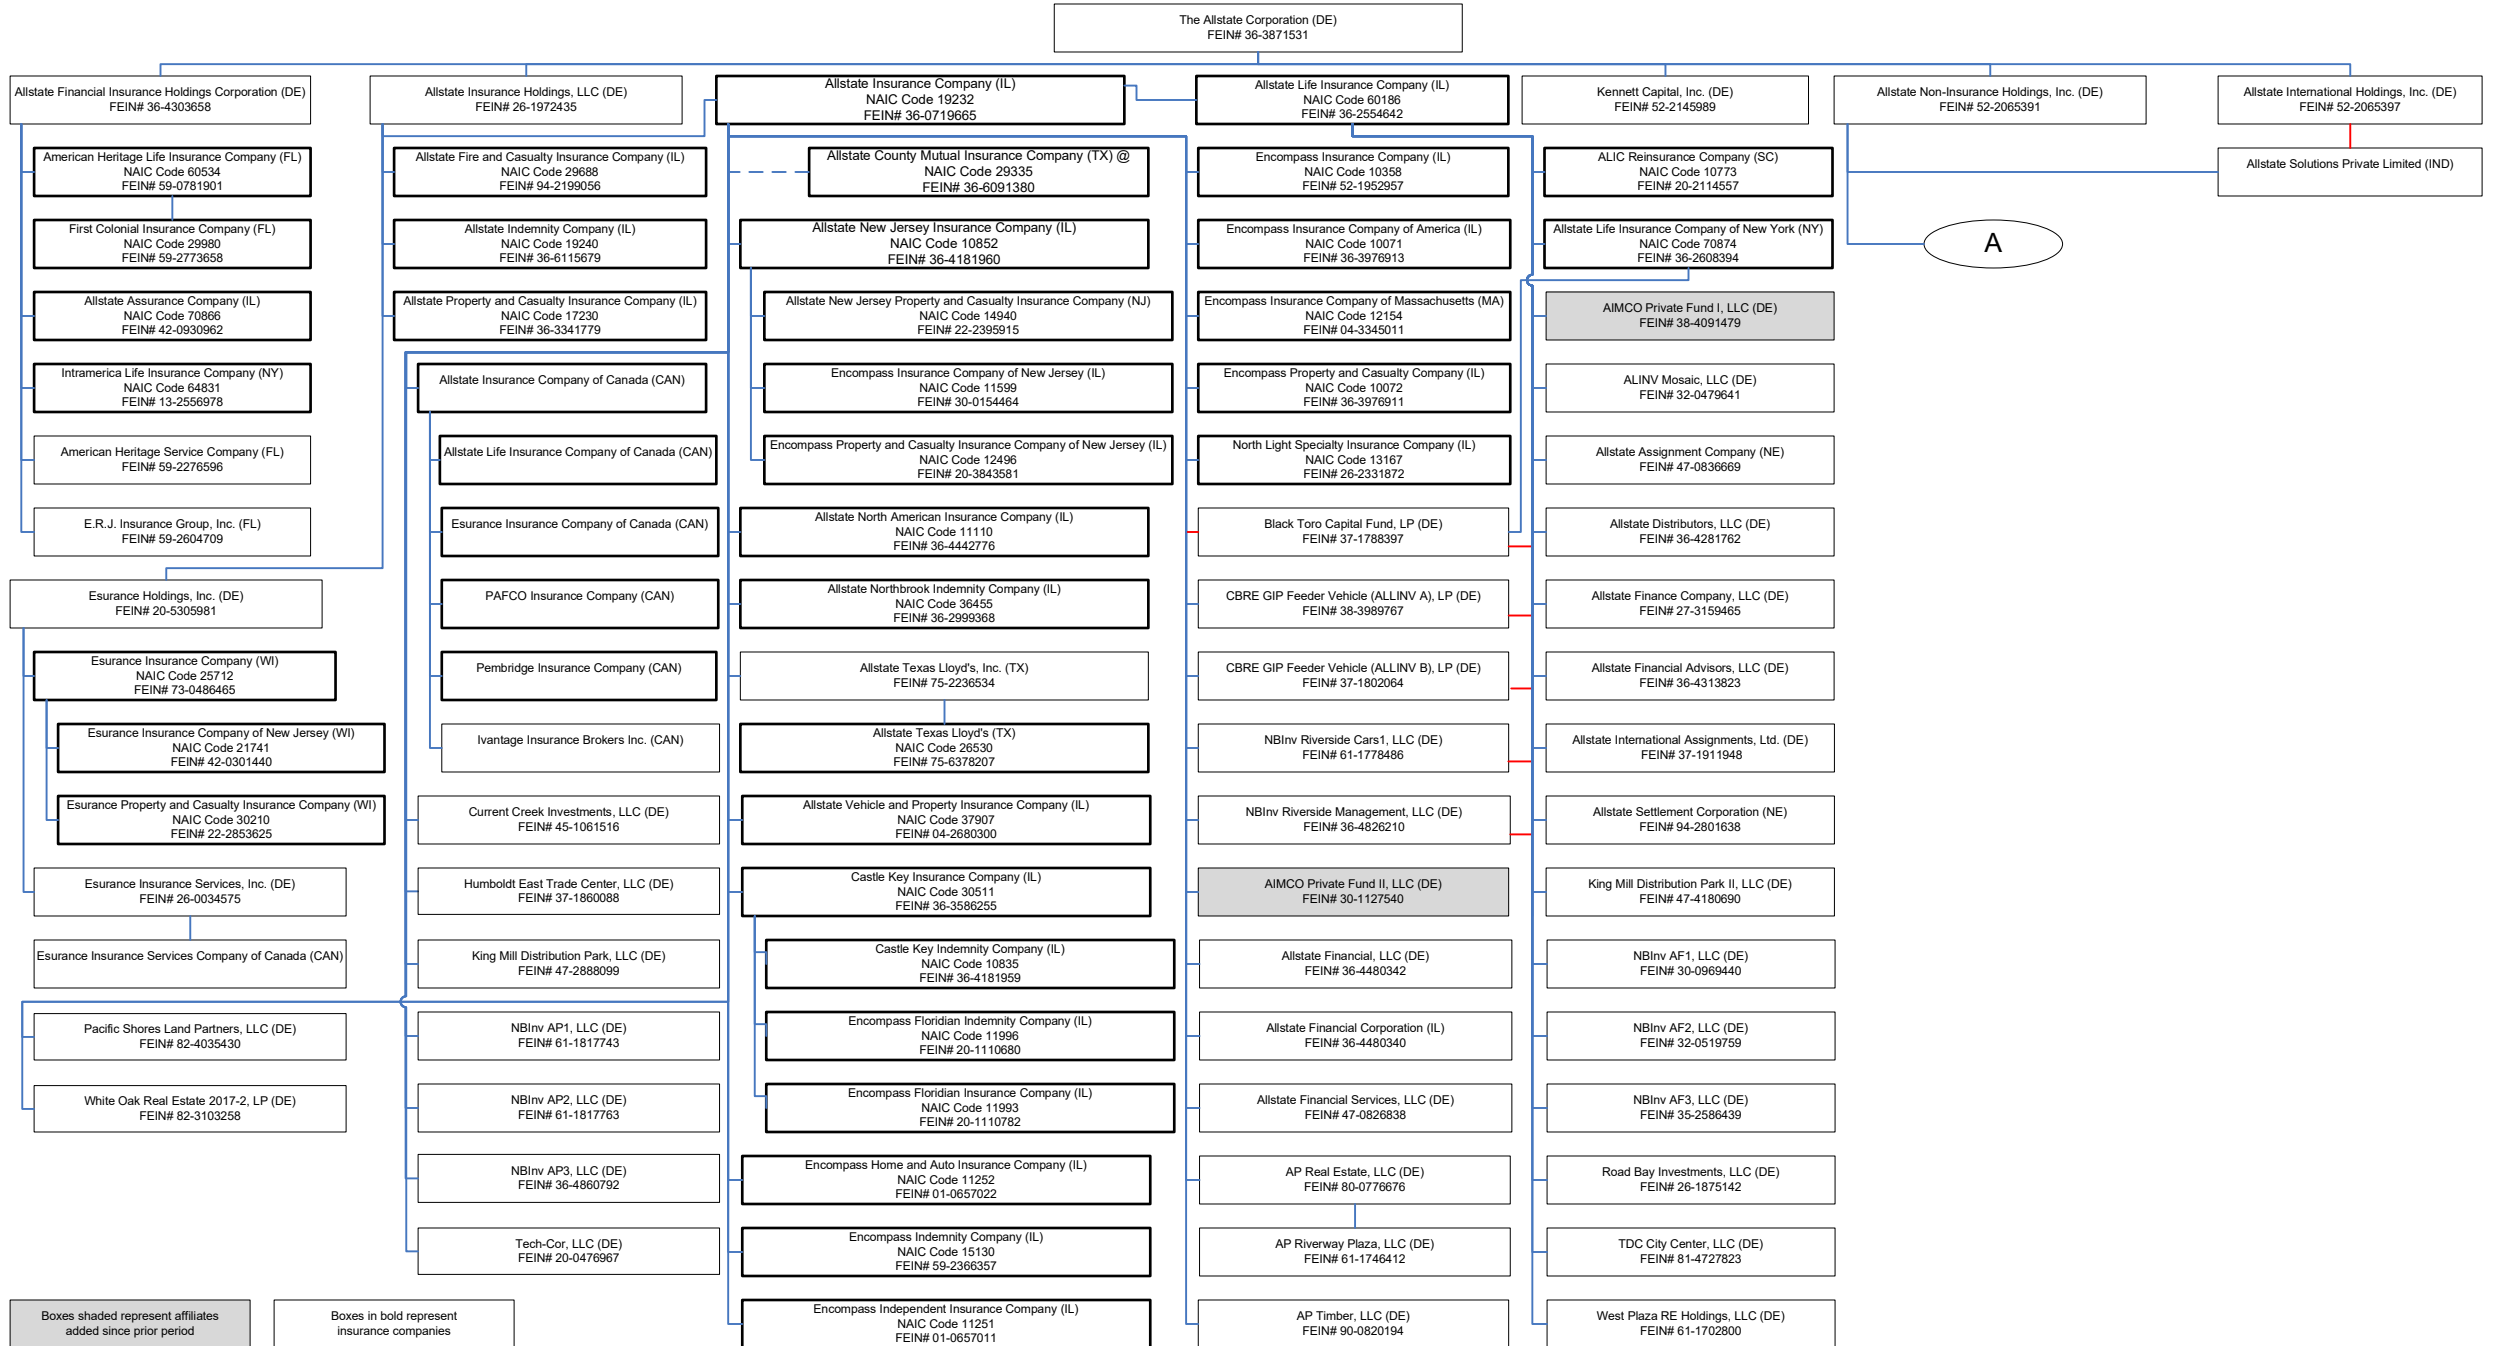 The Allstate Corporation (DE)
FEIN# 36-3871531
Allstate Financial Insurance Holdings Corporation (DE)
FEIN# 36-4303658
Allstate Insurance Holdings, LLC (DE)
FEIN# 26-1972435
Allstate Insurance Company (IL)
NAIC Code 19232
FEIN# 36-0719665
Allstate Life Insurance Company (IL)
NAIC Code 60186
FEIN# 36-2554642
Kennett Capital, Inc. (DE)
FEIN# 52-2145989
Allstate Non-Insurance Holdings, Inc. (DE)
FEIN# 52-2065391
Allstate International Holdings, Inc. (DE)
FEIN# 52-2065397
American Heritage Life Insurance Company (FL)
NAIC Code 60534
FEIN# 59-0781901
First Colonial Insurance Company (FL)
NAIC Code 29980
FEIN# 59-2773658
Allstate Assurance Company (IL)
NAIC Code 70866
FEIN# 42-0930962
Intramerica Life Insurance Company (NY)
NAIC Code 64831
FEIN# 13-2556978
American Heritage Service Company (FL)
FEIN# 59-2276596
E.R.J. Insurance Group, Inc. (FL)
FEIN# 59-2604709
Esurance Holdings, Inc. (DE)
FEIN# 20-5305981
Esurance Insurance Company (WI)
NAIC Code 25712
FEIN# 73-0486465
Esurance Insurance Company of New Jersey (WI)
NAIC Code 21741
FEIN# 42-0301440
Esurance Property and Casualty Insurance Company (WI)
NAIC Code 30210
FEIN# 22-2853625
Esurance Insurance Services, Inc. (DE)
FEIN# 26-0034575
Esurance Insurance Services Company of Canada (CAN)
Pacific Shores Land Partners, LLC (DE)
FEIN# 82-4035430
White Oak Real Estate 2017-2, LP (DE)
FEIN# 82-3103258
Allstate Fire and Casualty Insurance Company (IL)
NAIC Code 29688
FEIN# 94-2199056
Allstate Indemnity Company (IL)
NAIC Code 19240
FEIN# 36-6115679
Allstate Property and Casualty Insurance Company (IL)
NAIC Code 17230
FEIN# 36-3341779
Allstate Insurance Company of Canada (CAN)
Allstate Life Insurance Company of Canada (CAN)
Esurance Insurance Company of Canada (CAN)
PAFCO Insurance Company (CAN)
Pembridge Insurance Company (CAN)
Ivantage Insurance Brokers Inc. (CAN)
Current Creek Investments, LLC (DE)
FEIN# 45-1061516
Humboldt East Trade Center, LLC (DE)
FEIN# 37-1860088
King Mill Distribution Park, LLC (DE)
FEIN# 47-2888099
NBInv AP1, LLC (DE)
FEIN# 61-1817743
NBInv AP2, LLC (DE)
FEIN# 61-1817763
NBInv AP3, LLC (DE)
FEIN# 36-4860792
Tech-Cor, LLC (DE)
FEIN# 20-0476967
Allstate County Mutual Insurance Company (TX) @
NAIC Code 29335
FEIN# 36-6091380
Allstate New Jersey Insurance Company (IL)
NAIC Code 10852
FEIN# 36-4181960
Allstate New Jersey Property and Casualty Insurance Company (NJ)
NAIC Code 14940
FEIN# 22-2395915
Encompass Insurance Company of New Jersey (IL)
NAIC Code 11599
FEIN# 30-0154464
Encompass Property and Casualty Insurance Company of New Jersey (IL)
NAIC Code 12496
FEIN# 20-3843581
Allstate North American Insurance Company (IL)
NAIC Code 11110
FEIN# 36-4442776
Allstate Northbrook Indemnity Company (IL)
NAIC Code 36455
FEIN# 36-2999368
Allstate Texas Lloyd's, Inc. (TX)
FEIN# 75-2236534
Allstate Texas Lloyd's (TX)
NAIC Code 26530
FEIN# 75-6378207
Allstate Vehicle and Property Insurance Company (IL)
NAIC Code 37907
FEIN# 04-2680300
Castle Key Insurance Company (IL)
NAIC Code 30511
FEIN# 36-3586255
Castle Key Indemnity Company (IL)
NAIC Code 10835
FEIN# 36-4181959
Encompass Floridian Indemnity Company (IL)
NAIC Code 11996
FEIN# 20-1110680
Encompass Floridian Insurance Company (IL)
NAIC Code 11993
FEIN# 20-1110782
Encompass Home and Auto Insurance Company (IL)
NAIC Code 11252
FEIN# 01-0657022
Encompass Indemnity Company (IL)
NAIC Code 15130
FEIN# 59-2366357
Encompass Independent Insurance Company (IL)
NAIC Code 11251
FEIN# 01-0657011
Encompass Insurance Company (IL)
NAIC Code 10358
FEIN# 52-1952957
Encompass Insurance Company of America (IL)
NAIC Code 10071
FEIN# 36-3976913
Encompass Insurance Company of Massachusetts (MA)
NAIC Code 12154
FEIN# 04-3345011
Encompass Property and Casualty Company (IL)
NAIC Code 10072
FEIN# 36-3976911
North Light Specialty Insurance Company (IL)
NAIC Code 13167
FEIN# 26-2331872
Black Toro Capital Fund, LP (DE)
FEIN# 37-1788397
CBRE GIP Feeder Vehicle (ALLINV A), LP (DE)
FEIN# 38-3989767
CBRE GIP Feeder Vehicle (ALLINV B), LP (DE)
FEIN# 37-1802064
NBInv Riverside Cars1, LLC (DE)
FEIN# 61-1778486
NBInv Riverside Management, LLC (DE)
FEIN# 36-4826210
AIMCO Private Fund II, LLC (DE)
FEIN# 30-1127540
Allstate Financial, LLC (DE)
FEIN# 36-4480342
Allstate Financial Corporation (IL)
FEIN# 36-4480340
Allstate Financial Services, LLC (DE)
FEIN# 47-0826838
AP Real Estate, LLC (DE)
FEIN# 80-0776676
AP Riverway Plaza, LLC (DE)
FEIN# 61-1746412
AP Timber, LLC (DE)
FEIN# 90-0820194
ALIC Reinsurance Company (SC)
NAIC Code 10773
FEIN# 20-2114557
Allstate Life Insurance Company of New York (NY)
NAIC Code 70874
FEIN# 36-2608394
AIMCO Private Fund I, LLC (DE)
FEIN# 38-4091479
ALINV Mosaic, LLC (DE)
FEIN# 32-0479641
Allstate Assignment Company (NE)
FEIN# 47-0836669
Allstate Distributors, LLC (DE)
FEIN# 36-4281762
Allstate Finance Company, LLC (DE)
FEIN# 27-3159465
Allstate Financial Advisors, LLC (DE)
FEIN# 36-4313823
Allstate International Assignments, Ltd. (DE)
FEIN# 37-1911948
Allstate Settlement Corporation (NE)
FEIN# 94-2801638
King Mill Distribution Park II, LLC (DE)
FEIN# 47-4180690
NBInv AF1, LLC (DE)
FEIN# 30-0969440
NBInv AF2, LLC (DE)
FEIN# 32-0519759
NBInv AF3, LLC (DE)
FEIN# 35-2586439
Road Bay Investments, LLC (DE)
FEIN# 26-1875142
TDC City Center, LLC (DE)
FEIN# 81-4727823
West Plaza RE Holdings, LLC (DE)
FEIN# 61-1702800
Allstate Solutions Private Limited (IND)
A
Boxes shaded represent affiliates
added since prior period
Boxes in bold represent
insurance companies